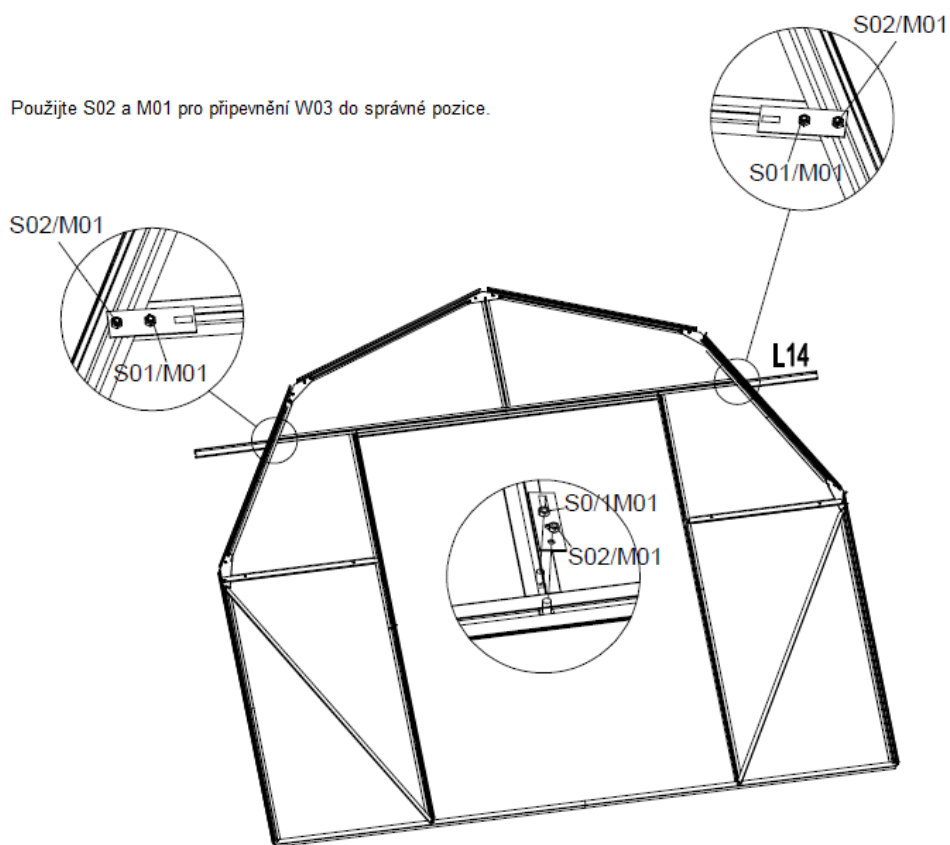 S02/M01
Použijte S02 a M01 pro připevnění W03 do správné pozice.
S01/M01
S02/M01
S01/M01
L14
S0/1M01
S02/M01